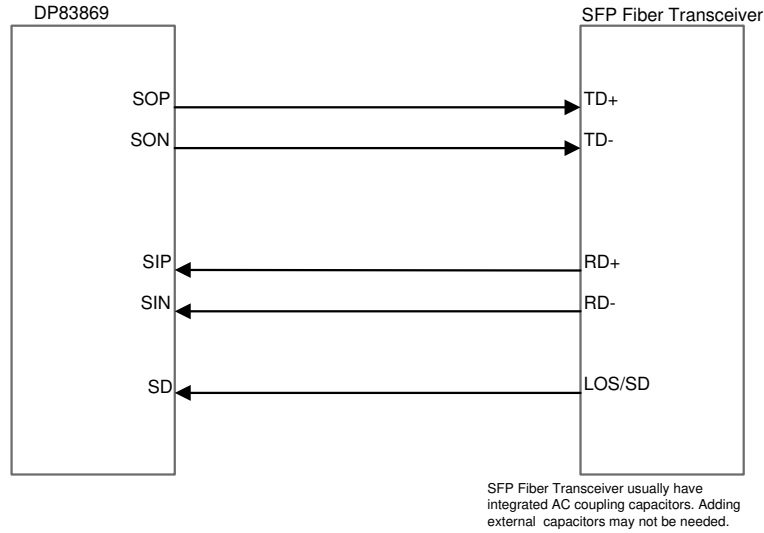 DP83869
SFP Fiber Transceiver
SOP
TD+
SON
TD-
SIP
RD+
SIN
RD-
SD
LOS/SD
SFP Fiber Transceiver usually have
integrated AC coupling capacitors. Adding
external capacitors may not be needed.